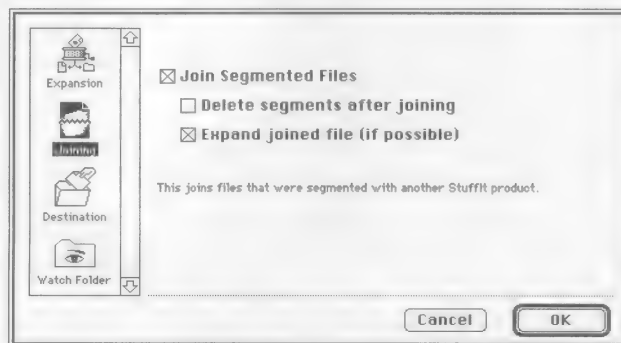 Expansion
Joining
Destination
Watch Folder
Join Segmented Files
Delete segments after joining
Expand joined file (if possible)
This joins files that were segmented with another StuffIt product.
Cancel
OK